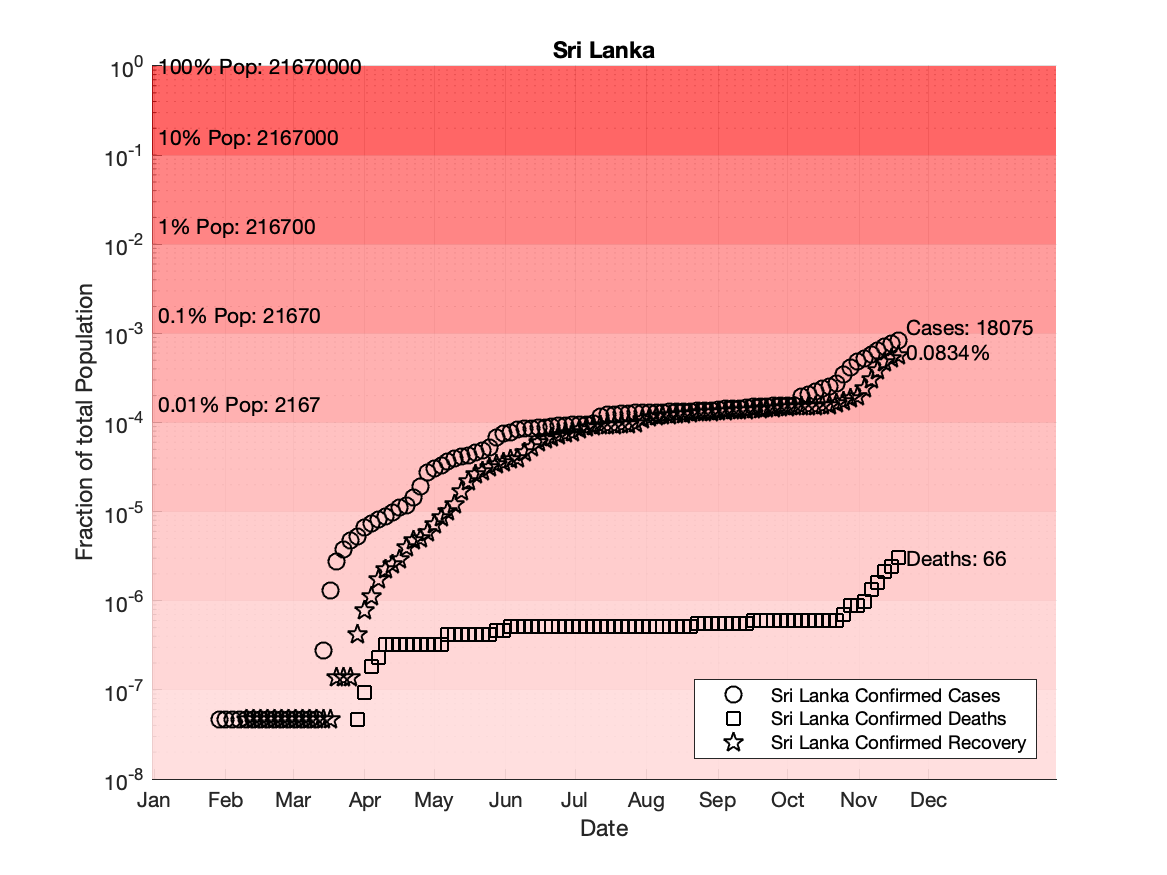 Sri Lanka
10^0
100% Pop: 21670000
10% Pop: 2167000
10^-1
1% Pop: 216700
10^-2
0.1% Pop: 21670
10^-3
Cases: 18075
0.0834%
0.01% Pop: 2167
10^-4
10^-5
Deaths: 66
10^-6
10^-7
10^-8
Fraction of total Population
Sri Lanka Confirmed Cases
Sri Lanka Confirmed Deaths
Sri Lanka Confirmed Recovery
Jan Feb Mar Apr May Jun Jul Aug Sep Oct Nov Dec
Date